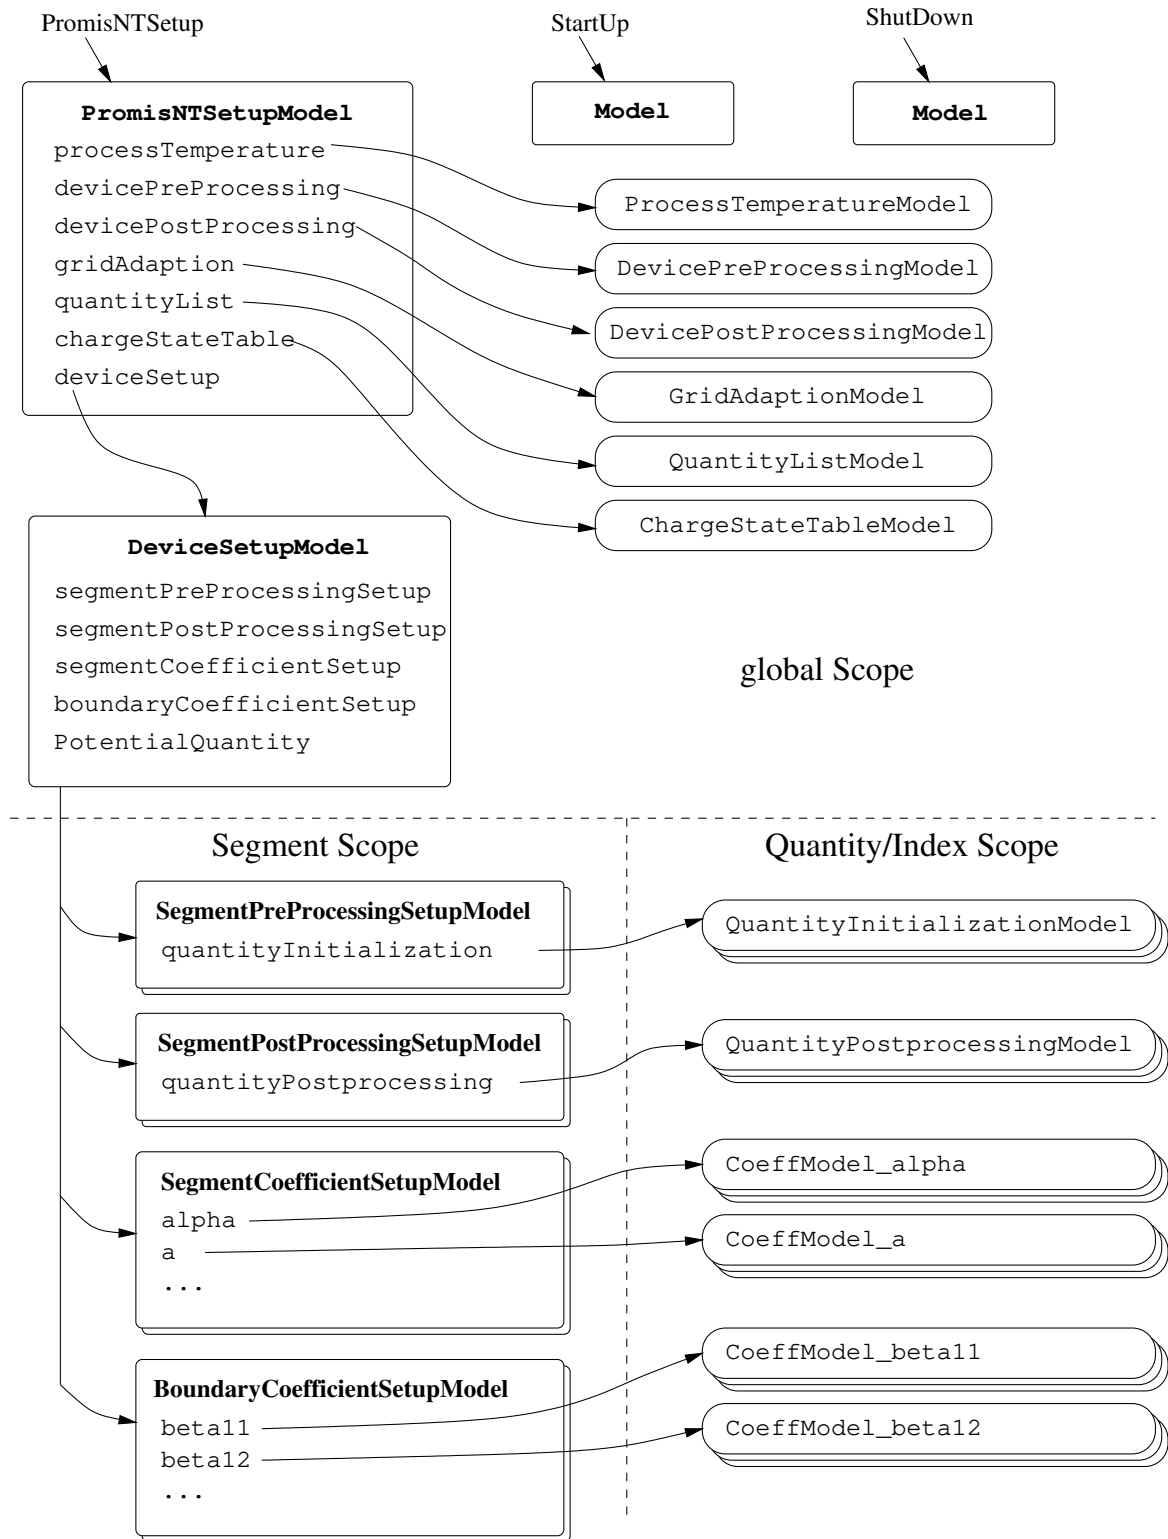 PromisNTSetup
StartUp
ShutDown
PromisNTSetupModel
processTemperature
devicePreProcessing
devicePostProcessing
gridAdaption
quantityList
chargeStateTable
deviceSetup
Model
Model
ProcessTemperatureModel
DevicePreProcessingModel
DevicePostProcessingModel
GridAdaptionModel
QuantityListModel
ChargeStateTableModel
DeviceSetupModel
segmentPreProcessingSetup
segmentPostProcessingSetup
segmentCoefficientSetup
boundaryCoefficientSetup
PotentialQuantity
global Scope
Segment Scope
Quantity/Index Scope
SegmentPreProcessingSetupModel
quantityInitialization
QuantityInitializationModel
SegmentPostProcessingSetupModel
quantityPostprocessing
QuantityPostprocessingModel
SegmentCoefficientSetupModel
alpha
a
...
CoeffModel_alpha
CoeffModel_a
BoundaryCoefficientSetupModel
beta11
beta12
...
CoeffModel_beta11
CoeffModel_beta12